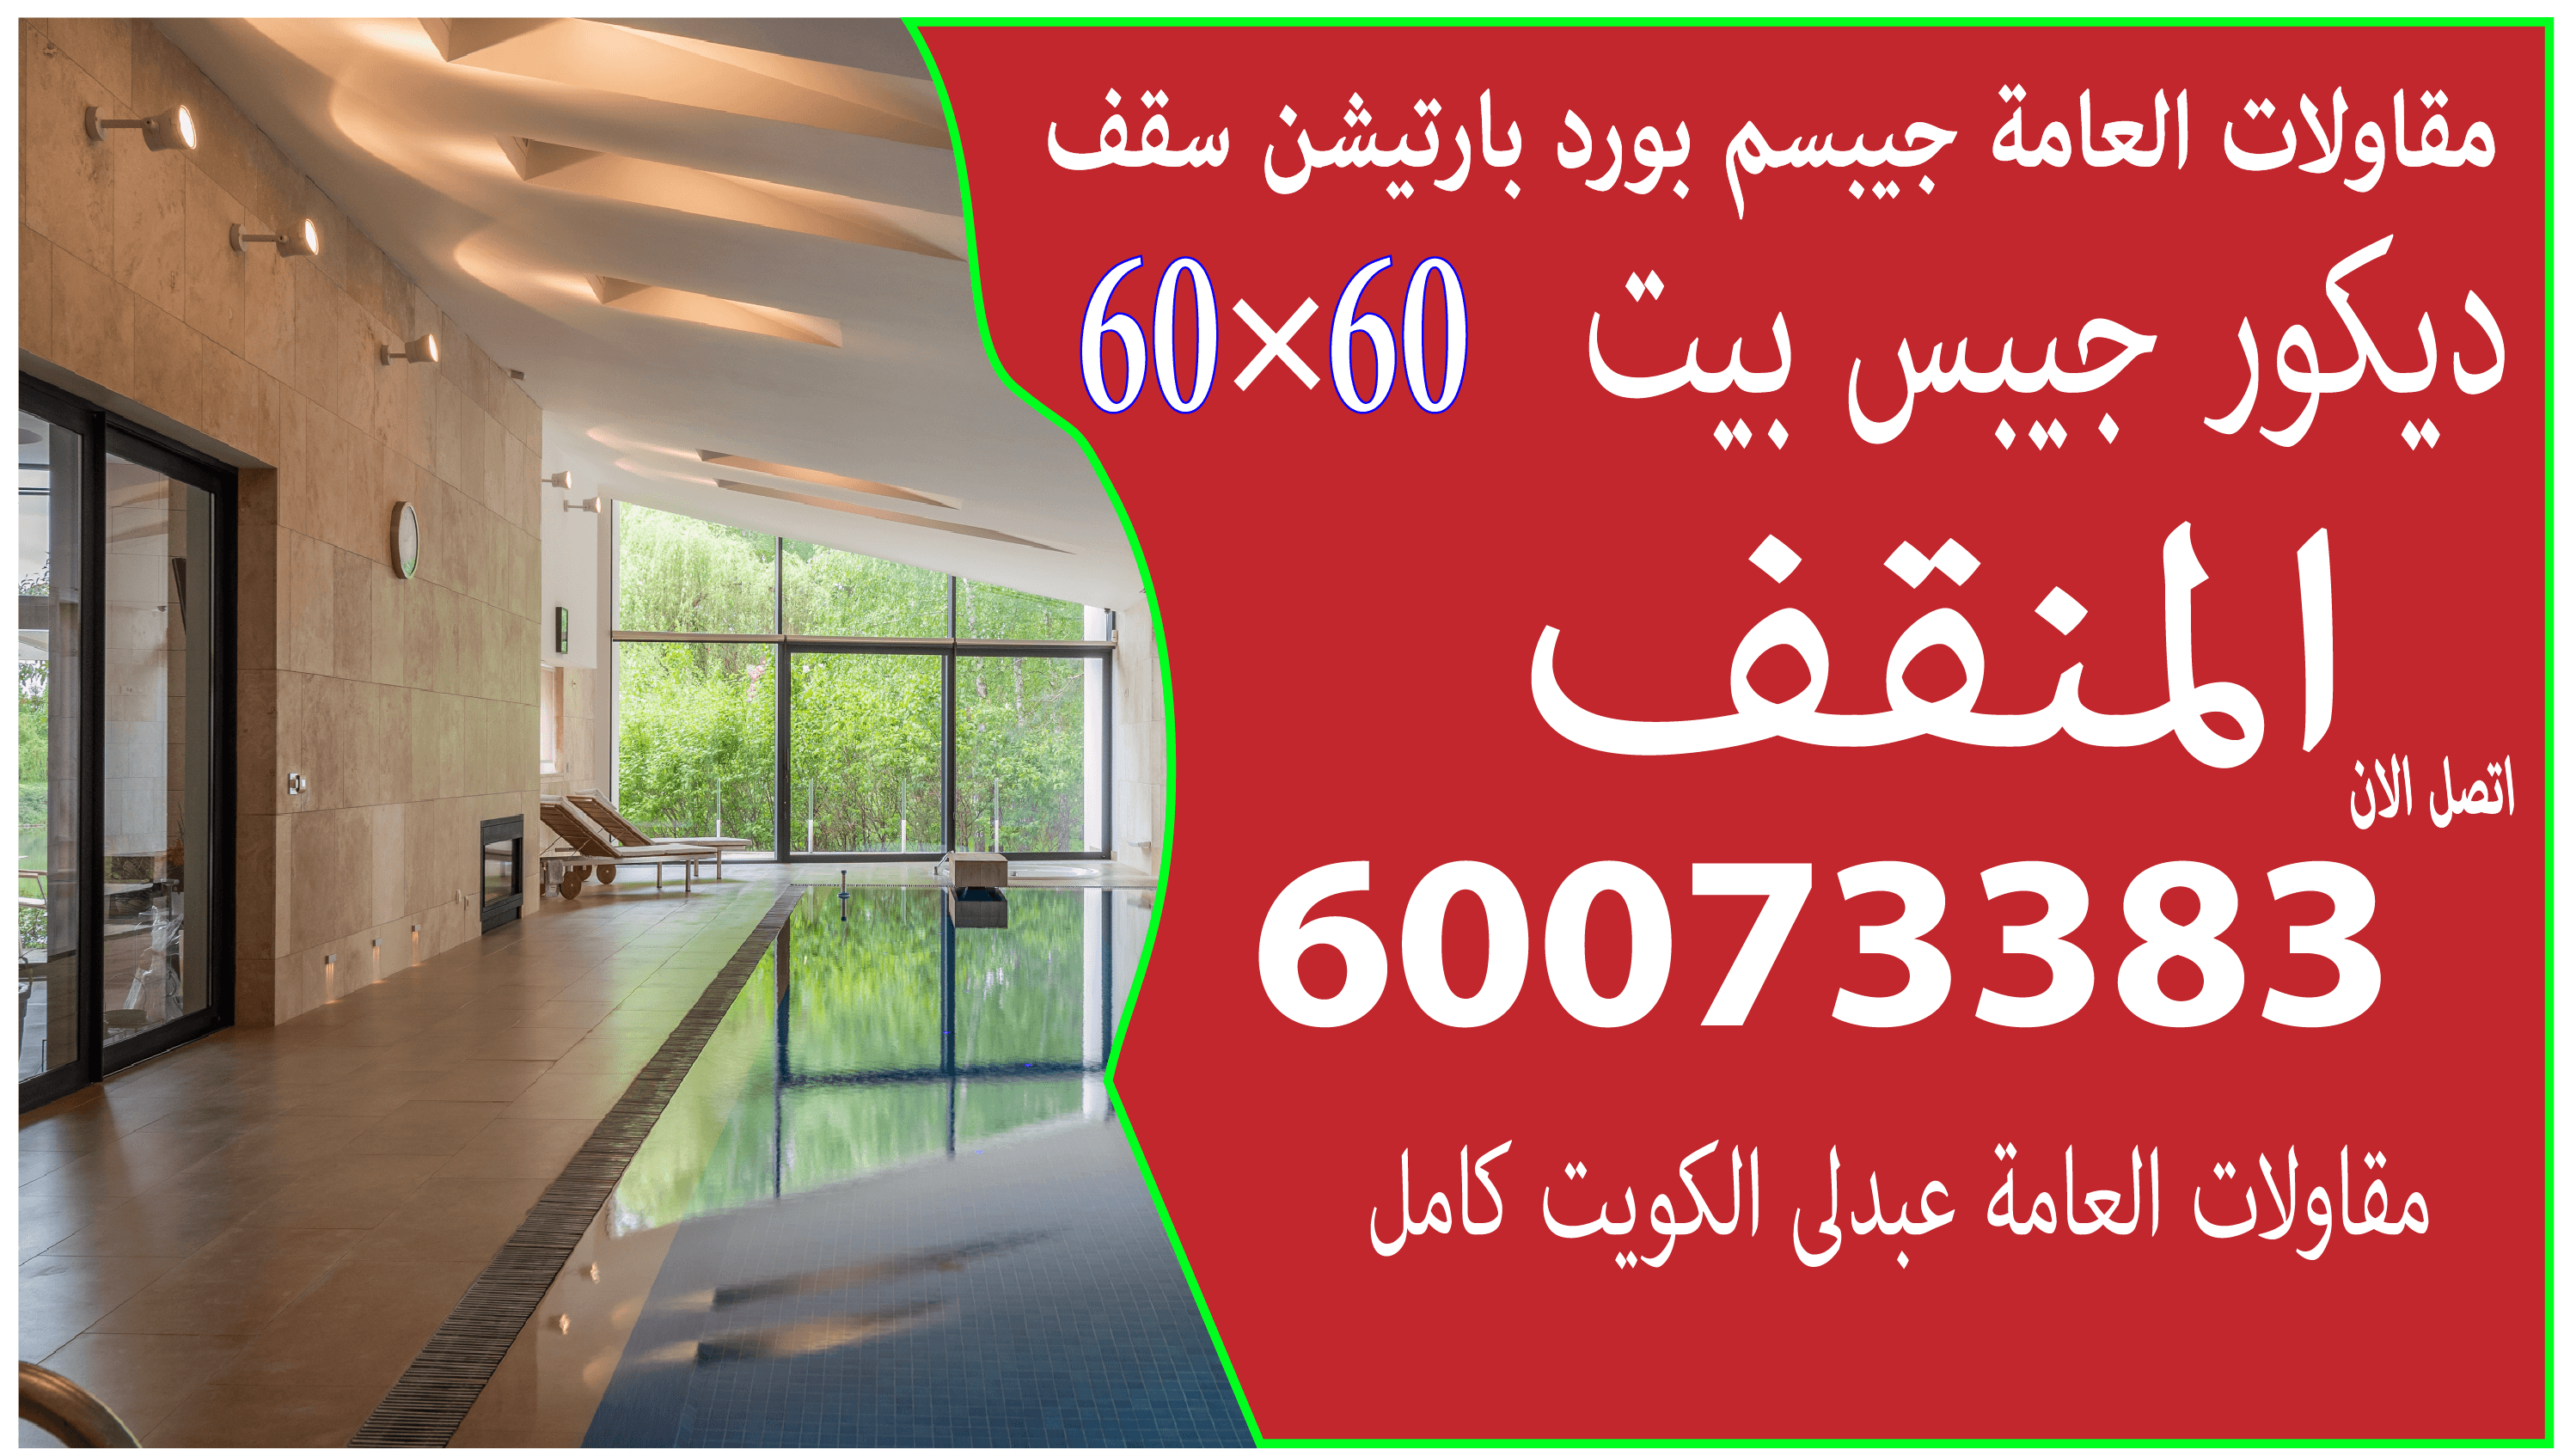 مقاولات العامة جيبسم بورد بارتيشن سقف
ديكور جيبس بيت 60×60
المنقف
اتصل الان
60073383
مقاولات العامة عبدلى الكويت كامل